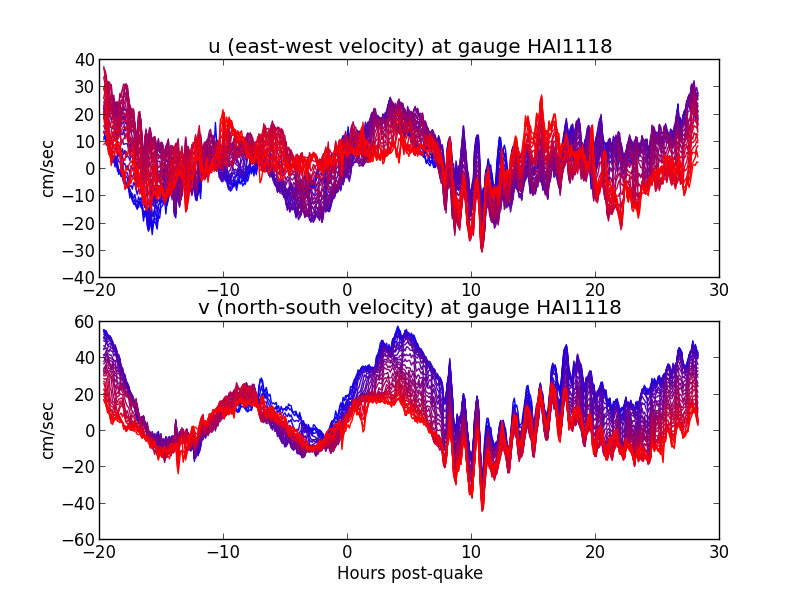 u (east-west velocity) at gauge HAI1118
40
30
20
10
0
−10
−20
−30
−40
cm/sec
−20 −10 0 10 20 30
v (north-south velocity) at gauge HAI1118
60
40
20
0
−20
−40
−60
cm/sec
−20 −10 0 10 20 30
Hours post-quake